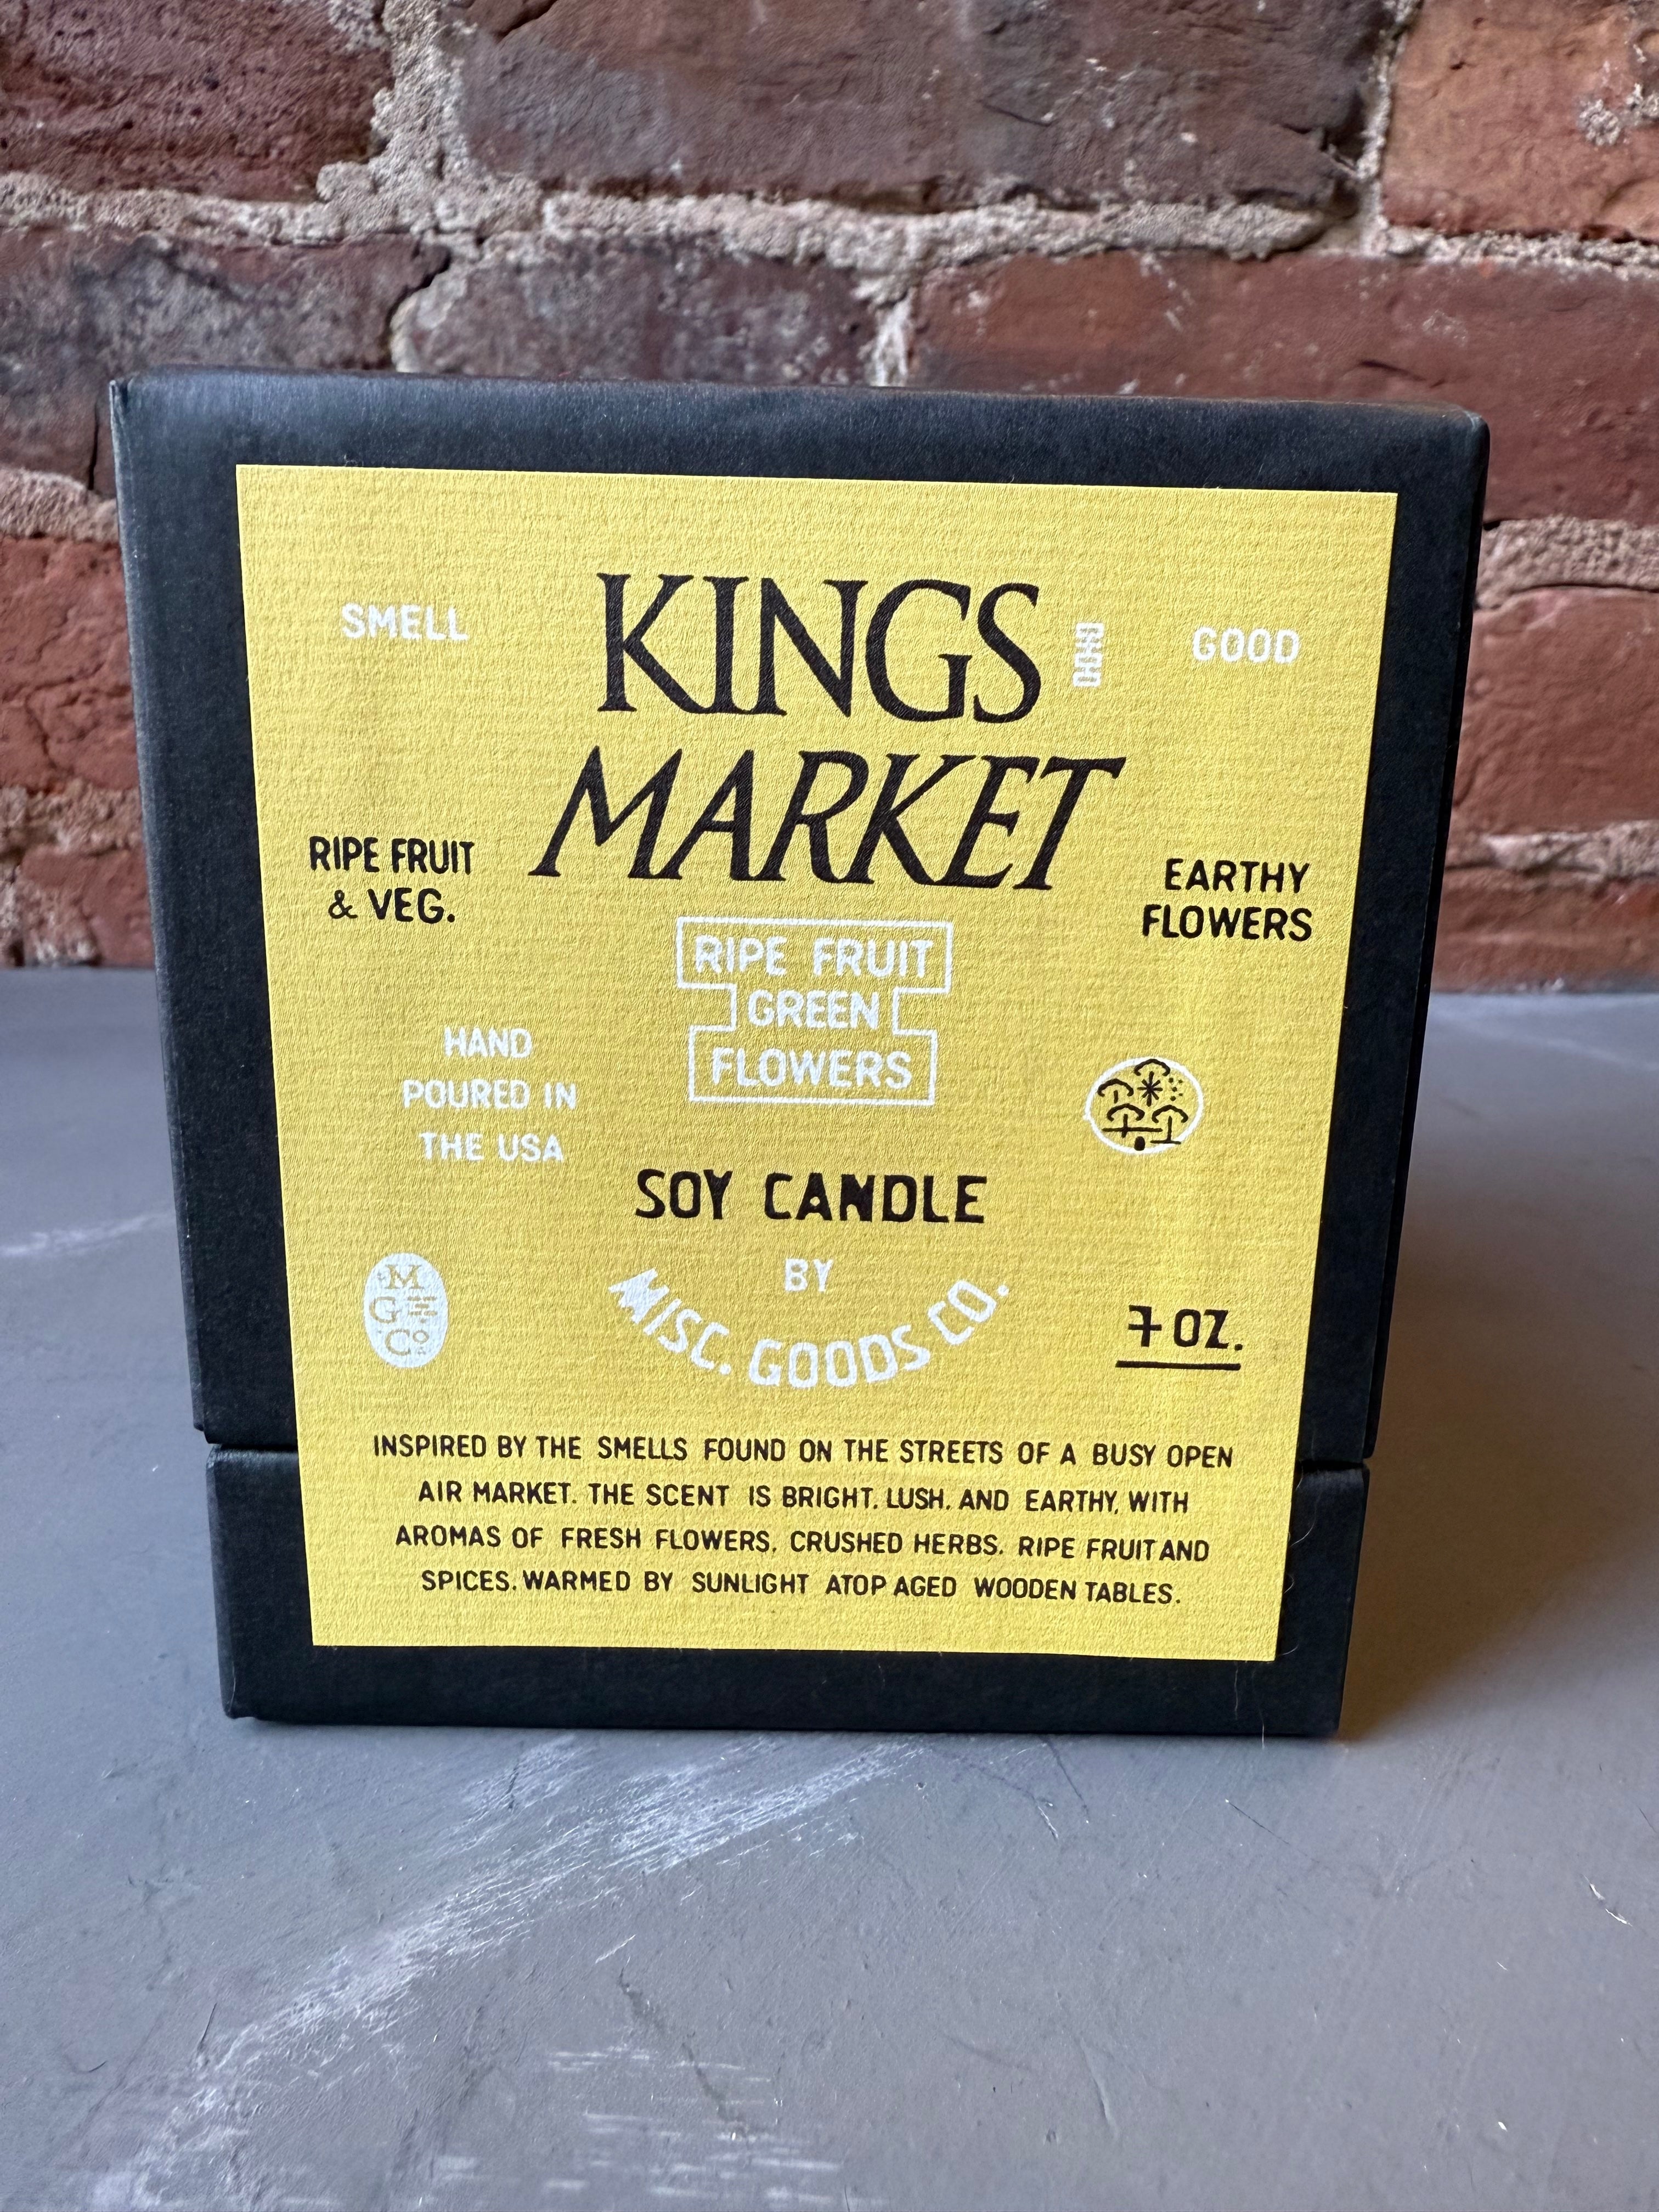 SMELL
KINGS
GOOD
MARKET
RIPE FRUIT
& VEG.
EARTHY
FLOWERS
RIPE FRUIT
GREEN
FLOWERS
HAND
POURED IN
THE USA
SOY CANDLE
BY
MISC. GOODS CO.
M
G
Co
7 OZ.
INSPIRED BY THE SMELLS FOUND ON THE STREETS OF A BUSY OPEN
AIR MARKET. THE SCENT IS BRIGHT, LUSH, AND EARTHY, WITH
AROMAS OF FRESH FLOWERS, CRUSHED HERBS, RIPE FRUIT AND
SPICES. WARMED BY SUNLIGHT ATOP AGED WOODEN TABLES.